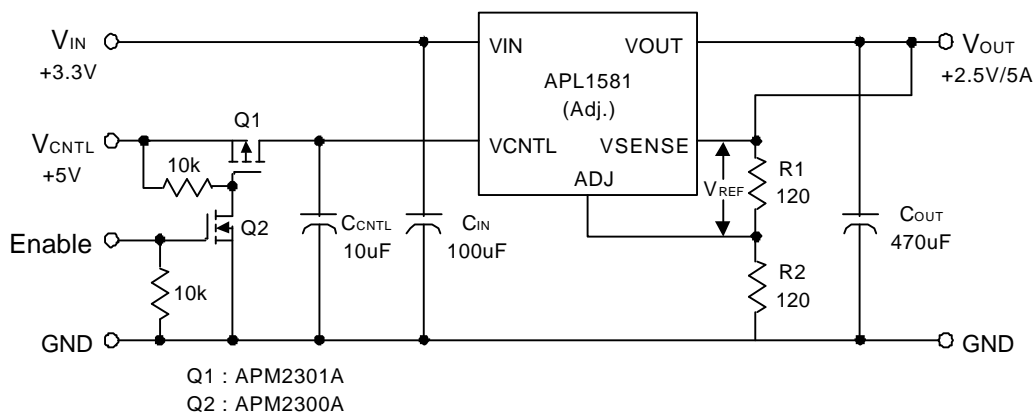 VIN
+3.3V
VIN
VOUT
APL1581
(Adj.)
VOUT
+2.5V/5A
Q1
VCNTL
+5V
10k
VCNTL
VSENSE
ADJ
VREF
R1
120
Enable
Q2
10k
CCNTL
10uF
CIN
100uF
COUT
470uF
R2
120
GND
GND
Q1 : APM2301A
Q2 : APM2300A